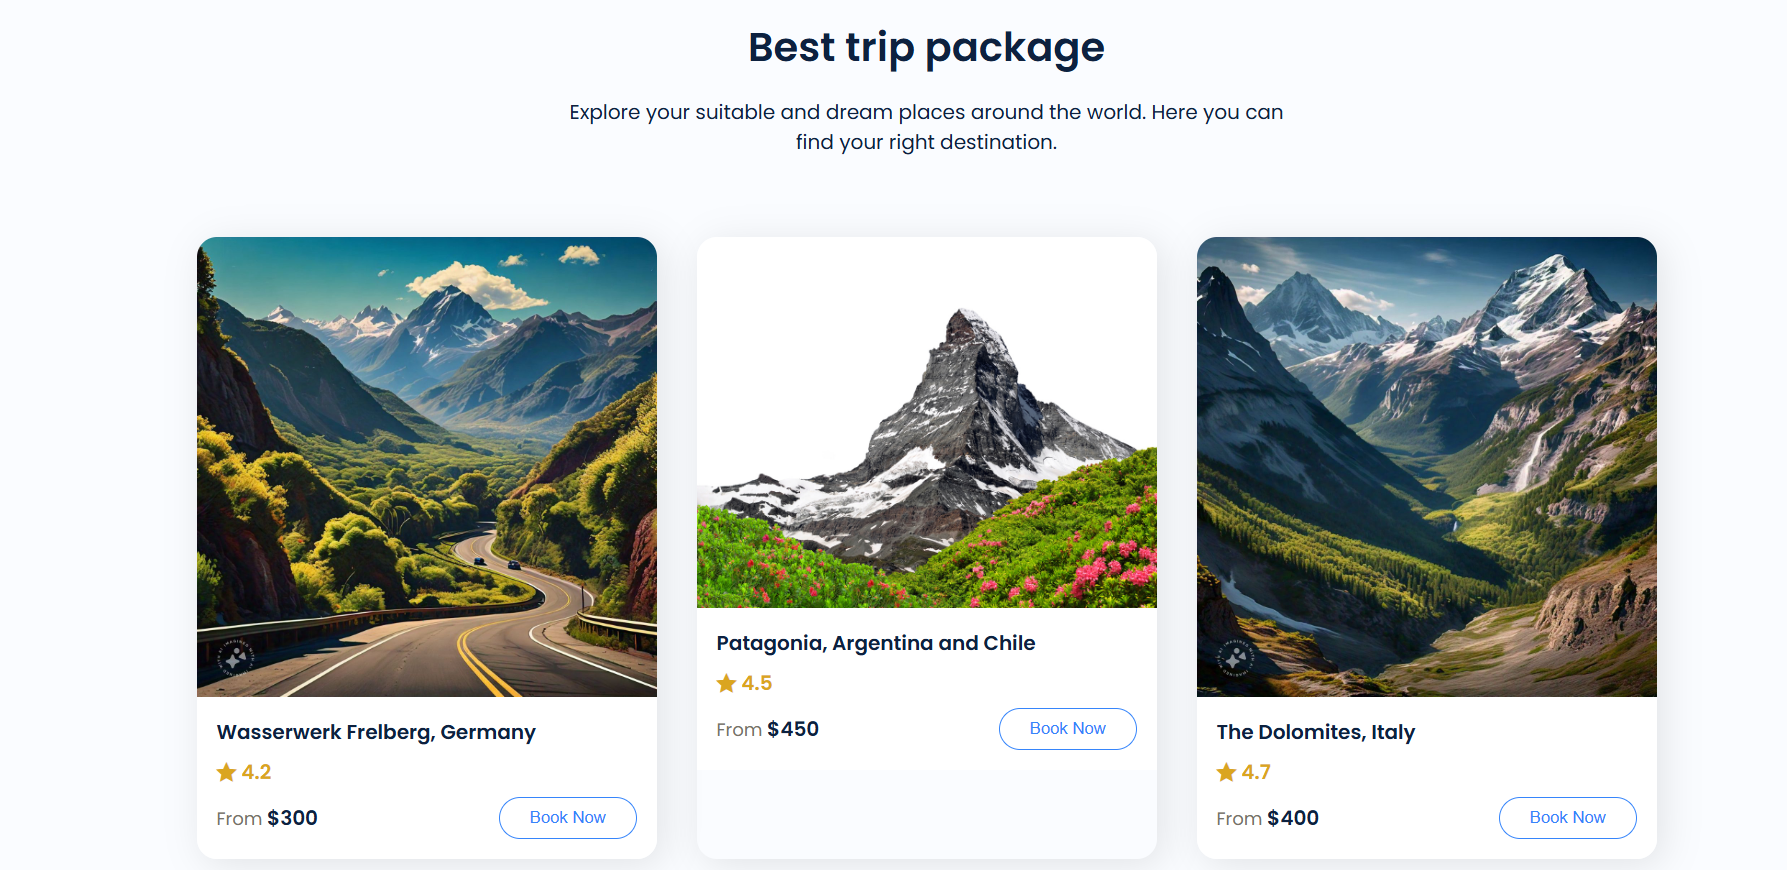 Best trip package
Explore your suitable and dream places around the world. Here you can
find your right destination.
Wasserwerk Frelberg, Germany
4.2
From $300
Book Now
Patagonia, Argentina and Chile
4.5
From $450
Book Now
The Dolomites, Italy
4.7
From $400
Book Now